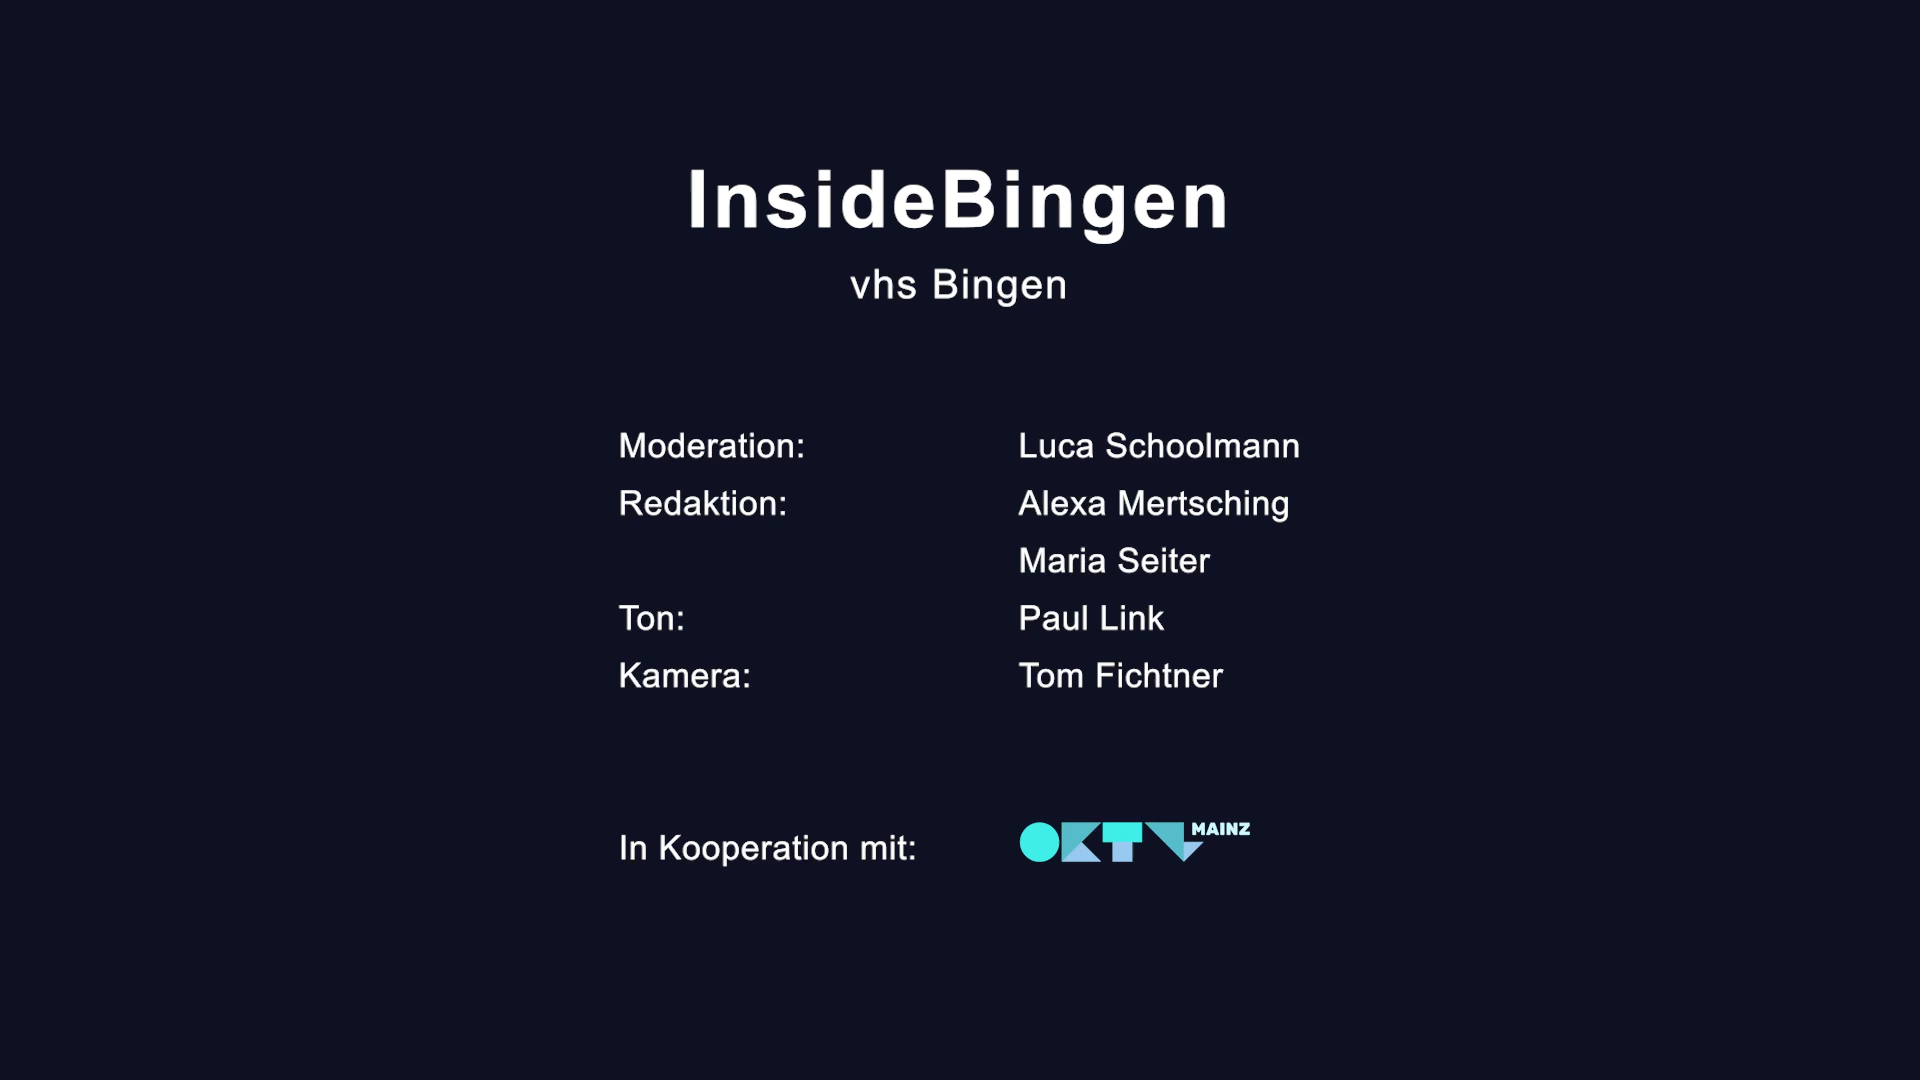 InsideBingen
vhs Bingen
Moderation: Luca Schoolmann
Redaktion: Alexa Mertsching
Maria Seiter
Ton: Paul Link
Kamera: Tom Fichtner
In Kooperation mit: OKTV MAINZ